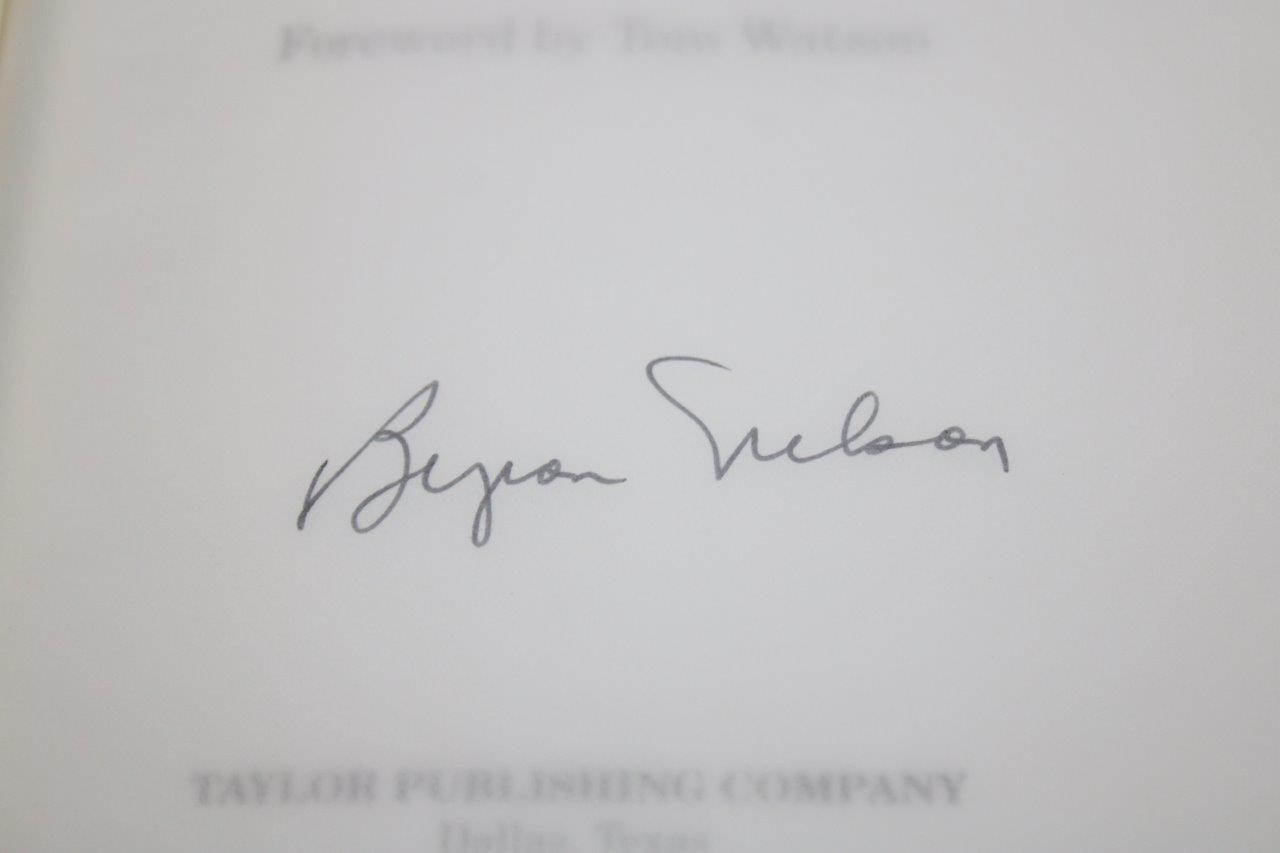 Foreword by Tom Watson
Byron Nelson
TAYLOR PUBLISHING COMPANY
Dallas, Texas